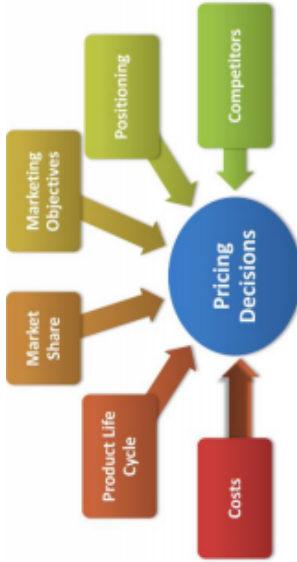 Costs
Product Life
Cycle
Market
Share
Marketing
Objectives
Positioning
Competitors
Pricing
Decisions